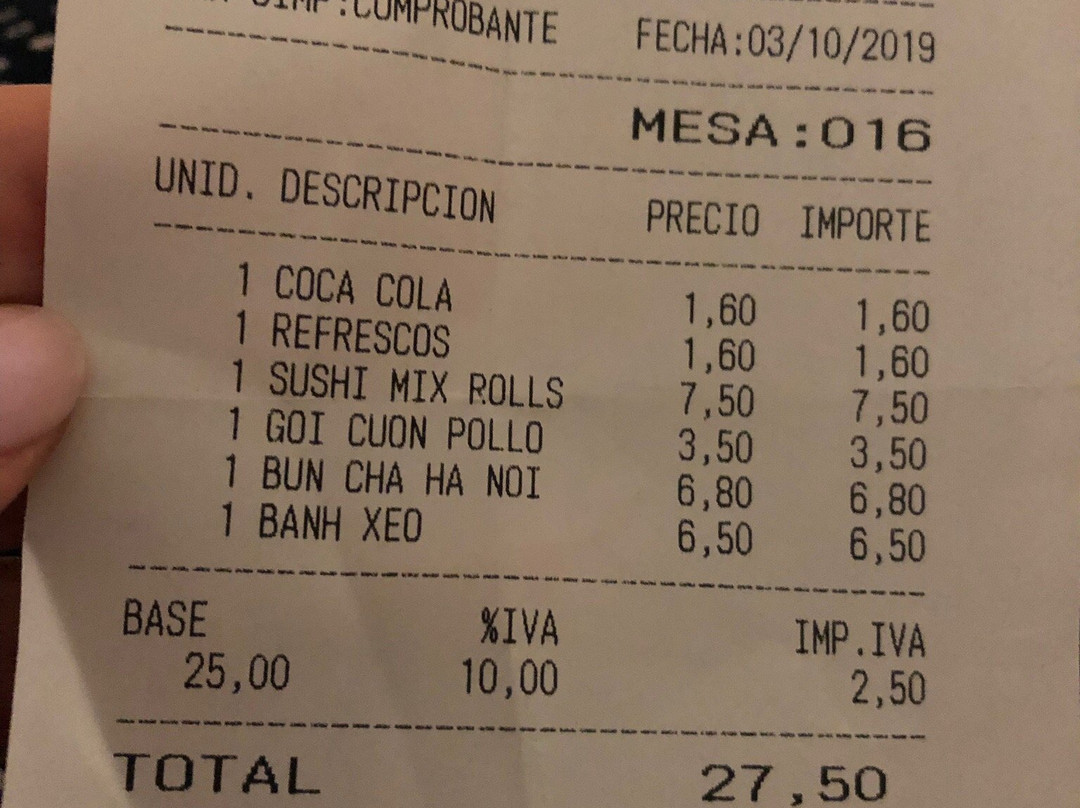 COMPROBANTE FECHA:03/10/2019
MESA:016
UNID. DESCRIPCION PRECIO IMPORTE
1 COCA COLA 1,60 1,60
1 REFRESCOS 1,60 1,60
1 SUSHI MIX ROLLS 7,50 7,50
1 GOI CUON POLLO 3,50 3,50
1 BUN CHA HA NOI 6,80 6,80
1 BANH XEO 6,50 6,50
BASE %IVA IMP.IVA
25,00 10,00 2,50
TOTAL 27,50